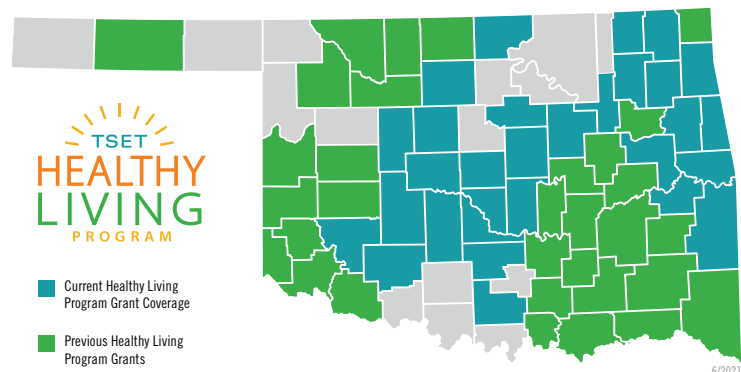 TSET
HEALTHY
LIVING
PROGRAM
Current Healthy Living
Program Grant Coverage
Previous Healthy Living
Program Grants
6/2021